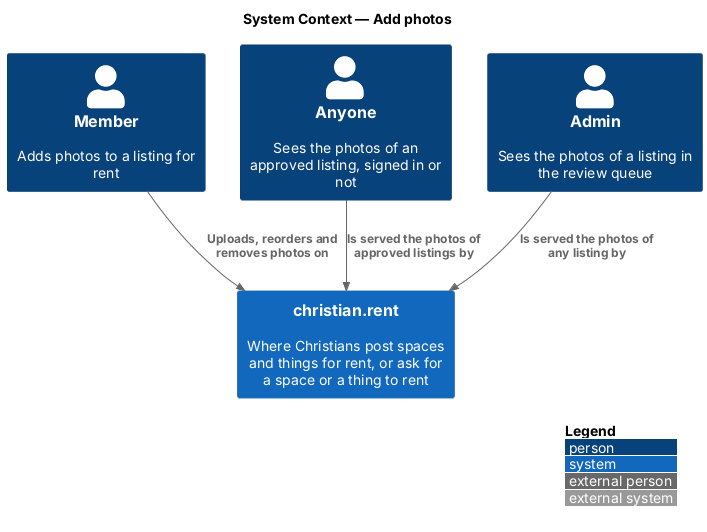 System Context — Add photos
Member
Adds photos to a listing for
rent
Anyone
Sees the photos of an
approved listing, signed in or
not
Admin
Sees the photos of a listing in
the review queue
Uploads, reorders and
removes photos on
Is served the photos of
approved listings by
Is served the photos of
any listing by
christian.rent
Where Christians post spaces
and things for rent, or ask for
a space or a thing to rent
Legend
person
system
external person
external system